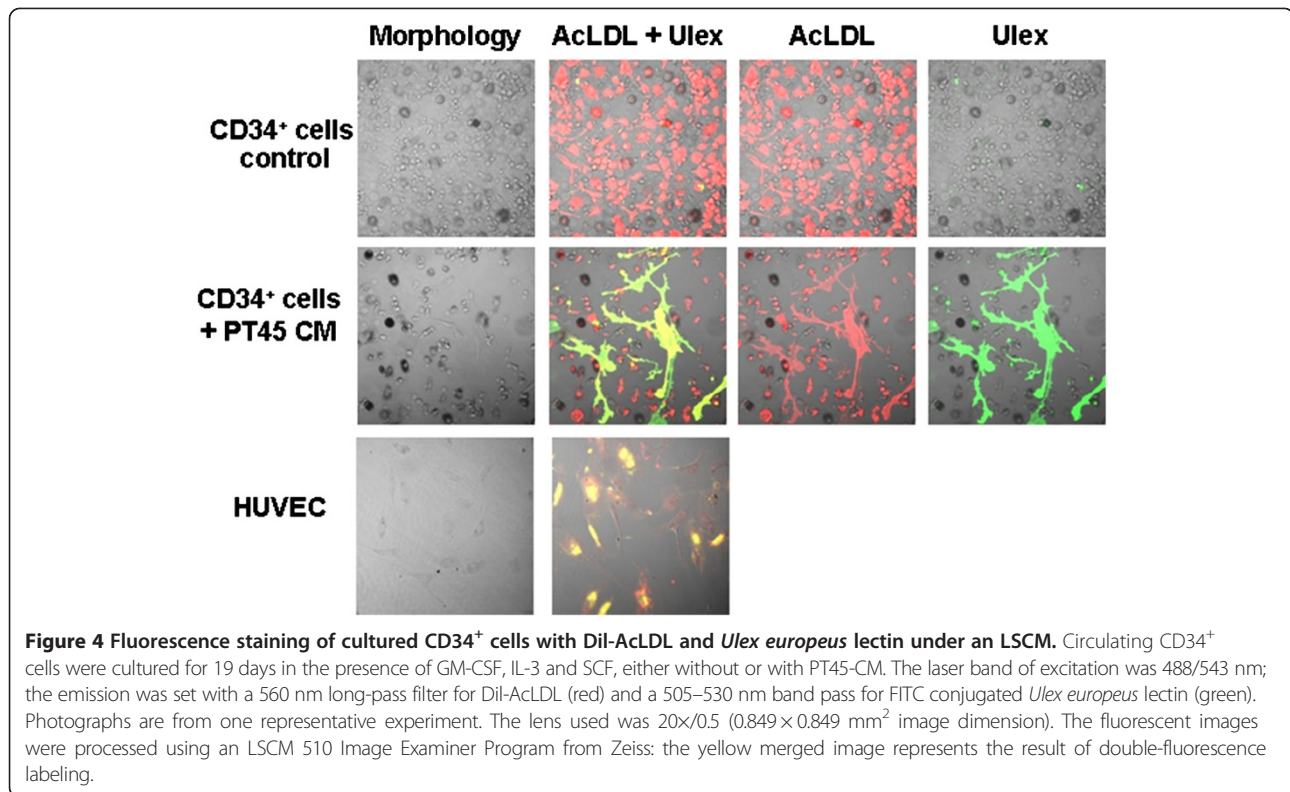 Morphology AcLDL + Ulex AcLDL Ulex
CD34⁺ cells
control
CD34⁺ cells
+ PT45 CM
HUVEC
Figure 4 Fluorescence staining of cultured CD34⁺ cells with Dil-AcLDL and Ulex europeus lectin under an LSCM. Circulating CD34⁺
cells were cultured for 19 days in the presence of GM-CSF, IL-3 and SCF, either without or with PT45-CM. The laser band of excitation was 488/543 nm;
the emission was set with a 560 nm long-pass filter for Dil-AcLDL (red) and a 505–530 nm band pass for FITC conjugated Ulex europeus lectin (green).
Photographs are from one representative experiment. The lens used was 20×/0.5 (0.849 × 0.849 mm² image dimension). The fluorescent images
were processed using an LSCM 510 Image Examiner Program from Zeiss: the yellow merged image represents the result of double-fluorescence
labeling.